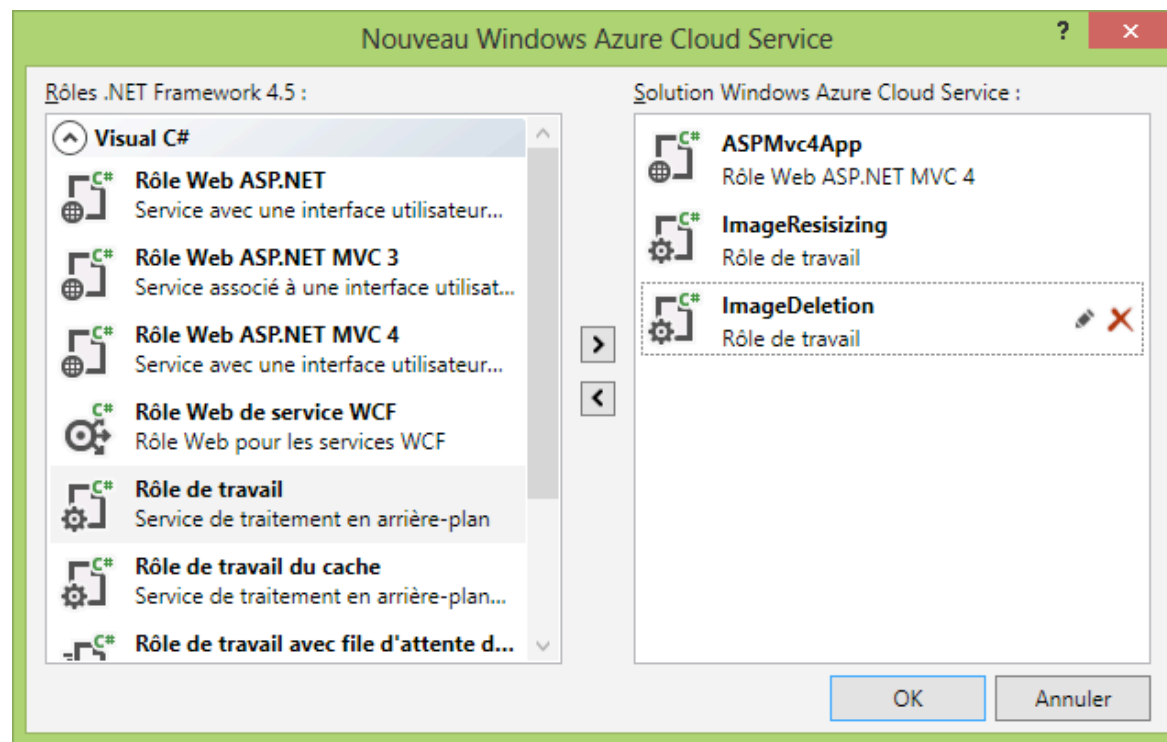 Nouveau Windows Azure Cloud Service
?
×
Rôles .NET Framework 4.5 :
Visual C#
C#
Rôle Web ASP.NET
Service avec une interface utilisateur...
C#
Rôle Web ASP.NET MVC 3
Service associé à une interface utilisat...
C#
Rôle Web ASP.NET MVC 4
Service avec une interface utilisateur...
C#
Rôle Web de service WCF
Rôle Web pour les services WCF
C#
Rôle de travail
Service de traitement en arrière-plan
C#
Rôle de travail du cache
Service de traitement en arrière-plan...
C#
Rôle de travail avec file d'attente d...
Solution Windows Azure Cloud Service :
C#
ASPMvc4App
Rôle Web ASP.NET MVC 4
C#
ImageResisizing
Rôle de travail
C#
ImageDeletion
Rôle de travail
OK
Annuler